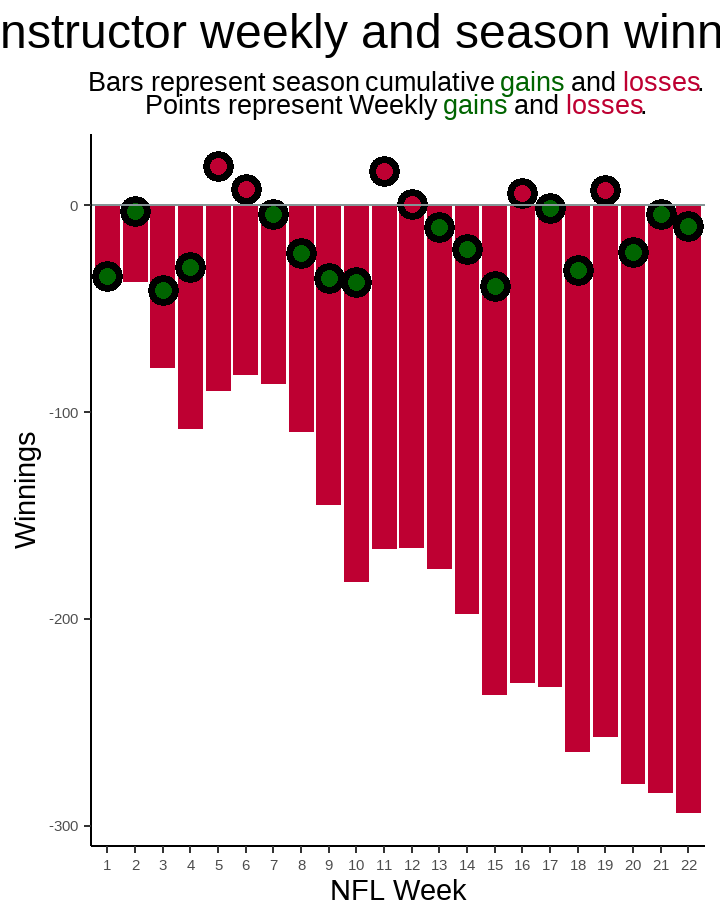 nstructor weekly and season winn
Bars represent season cumulative gains and losses.
Points represent Weekly gains and losses.
0
-100
-200
-300
Winnings
1 2 3 4 5 6 7 8 9 10 11 12 13 14 15 16 17 18 19 20 21 22
NFL Week